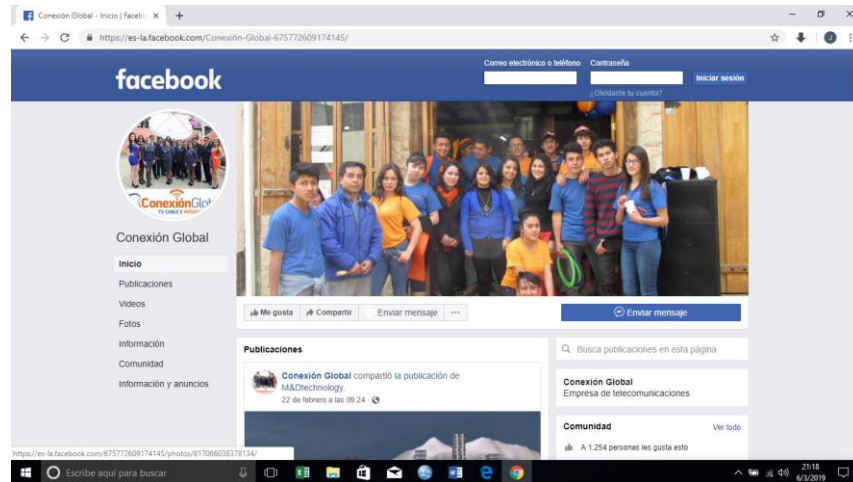 Conexión Global - Inicio | Facebo
https://es-la.facebook.com/Conexión-Global-675772609174145/
facebook
Correo electrónico o teléfono
Contraseña
Iniciar sesión
¿Olvidaste tu cuenta?
ConexiónGlob
TV CABLE E INTERN
Conexión Global
Inicio
Publicaciones
Videos
Fotos
Información
Comunidad
Información y anuncios
Me gusta
Compartir
Enviar mensaje
Enviar mensaje
Publicaciones
Conexión Global compartió la publicación de
M&Dtechnology.
22 de febrero a las 09:24 ·
Busca publicaciones en esta página
Conexión Global
Empresa de telecomunicaciones
Comunidad
Ver todo
A 1.254 personas les gusta esto
https://es-la.facebook.com/675772609174145/photos/817066038378134/
Escribe aquí para buscar
21:18
6/3/2019